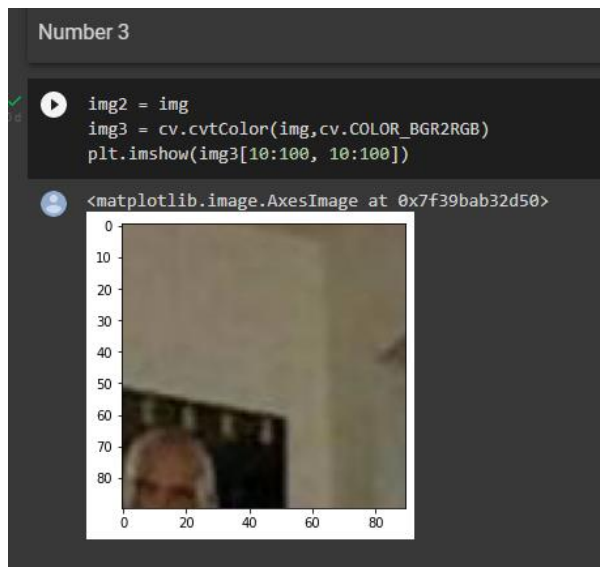 Number 3
img2 = img
img3 = cv.cvtColor(img,cv.COLOR_BGR2RGB)
plt.imshow(img3[10:100, 10:100])
<matplotlib.image.AxesImage at 0x7f39bab32d50>
0
10
20
30
40
50
60
70
80
0 20 40 60 80